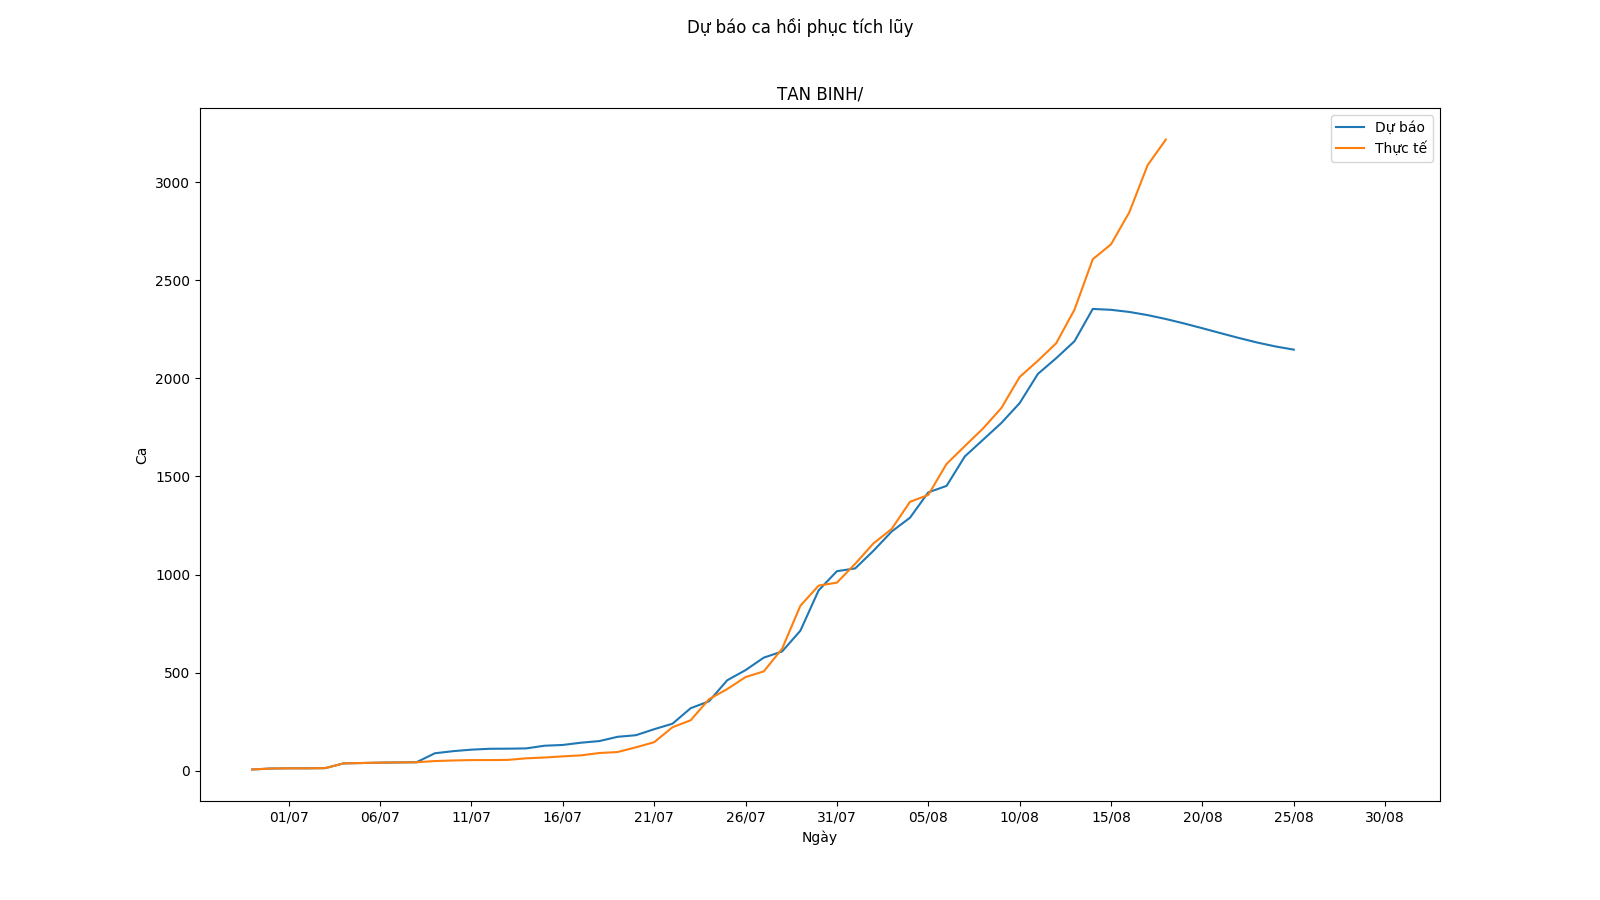 Dự báo ca hồi phục tích lũy
TAN BINH/
Dự báo
Thực tế
3000
2500
2000
1500
1000
500
0
Ca
01/07 06/07 11/07 16/07 21/07 26/07 31/07 05/08 10/08 15/08 20/08 25/08 30/08
Ngày